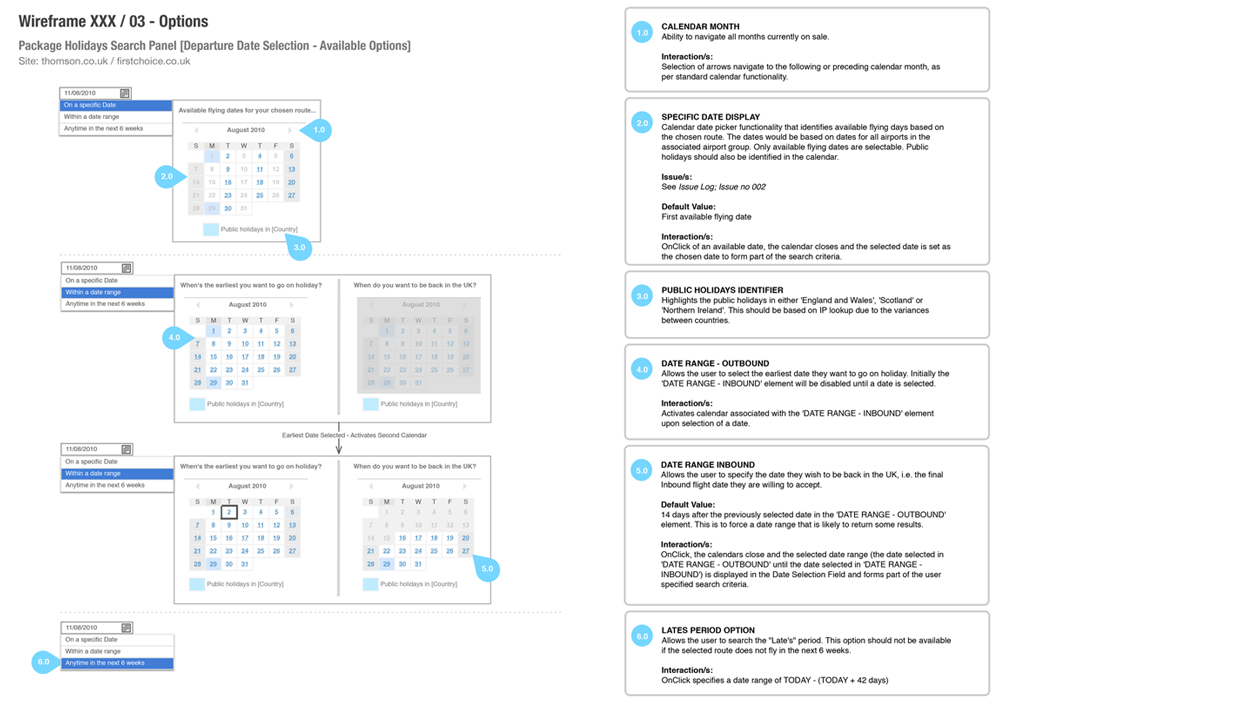 Wireframe XXX / 03 - Options
Package Holidays Search Panel [Departure Date Selection - Available Options]
Site: thomson.co.uk / firstchoice.co.uk
11/08/2010
On a specific Date
Within a date range
Anytime in the next 6 weeks
Available flying dates for your chosen route...
August 2010
S M T W T F S
1 2 3 4 5 6
7 8 9 10 11 12 13
14 15 16 17 18 19 20
21 22 23 24 25 26 27
28 29 30 31
Public holidays in [Country]
1.0
2.0
3.0
11/08/2010
On a specific Date
Within a date range
Anytime in the next 6 weeks
When's the earliest you want to go on holiday?
August 2010
S M T W T F S
1 2 3 4 5 6
7 8 9 10 11 12 13
14 15 16 17 18 19 20
21 22 23 24 25 26 27
28 29 30 31
Public holidays in [Country]
4.0
When do you want to be back in the UK?
August 2010
S M T W T F S
1 2 3 4 5 6
7 8 9 10 11 12 13
14 15 16 17 18 19 20
21 22 23 24 25 26 27
28 29 30 31
Public holidays in [Country]
Earliest Date Selected - Activates Second Calendar
11/08/2010
On a specific Date
Within a date range
Anytime in the next 6 weeks
When's the earliest you want to go on holiday?
August 2010
S M T W T F S
1 2 3 4 5 6
7 8 9 10 11 12 13
14 15 16 17 18 19 20
21 22 23 24 25 26 27
28 29 30 31
Public holidays in [Country]
When do you want to be back in the UK?
August 2010
S M T W T F S
1 2 3 4 5 6
7 8 9 10 11 12 13
14 15 16 17 18 19 20
21 22 23 24 25 26 27
28 29 30 31
Public holidays in [Country]
5.0
11/08/2010
On a specific Date
Within a date range
Anytime in the next 6 weeks
6.0
1.0
CALENDAR MONTH
Ability to navigate all months currently on sale.
Interaction/s:
Selection of arrows navigate to the following or preceding calendar month, as
per standard calendar functionality.
2.0
SPECIFIC DATE DISPLAY
Calendar date picker functionality that identifies available flying days based on
the chosen route. The dates would be based on dates for all airports in the
associated airport group. Only available flying dates are selectable. Public
holidays should also be identified in the calendar.
Issue/s:
See Issue Log; Issue no 002
Default Value:
First available flying date
Interaction/s:
OnClick of an available date, the calendar closes and the selected date is set as
the chosen date to form part of the search criteria.
3.0
PUBLIC HOLIDAYS IDENTIFIER
Highlights the public holidays in either 'England and Wales', 'Scotland' or
'Northern Ireland'. This should be based on IP lookup due to the variances
between countries.
4.0
DATE RANGE - OUTBOUND
Allows the user to select the earliest date they want to go on holiday. Initially the
'DATE RANGE - INBOUND' element will be disabled until a date is selected.
Interaction/s:
Activates calendar associated with the 'DATE RANGE - INBOUND' element
upon selection of a date.
5.0
DATE RANGE INBOUND
Allows the user to specify the date they wish to be back in the UK, i.e. the final
Inbound flight date they are willing to accept.
Default Value:
14 days after the previously selected date in the 'DATE RANGE - OUTBOUND'
element. This is to force a date range that is likely to return some results.
Interaction/s:
OnClick, the calendars close and the selected date range (the date selected in
'DATE RANGE - OUTBOUND' until the date selected in 'DATE RANGE -
INBOUND') is displayed in the Date Selection Field and forms part of the user
specified search criteria.
6.0
LATES PERIOD OPTION
Allows the user to search the "Late's" period. This option should not be available
if the selected route does not fly in the next 6 weeks.
Interaction/s:
OnClick specifies a date range of TODAY - (TODAY + 42 days)